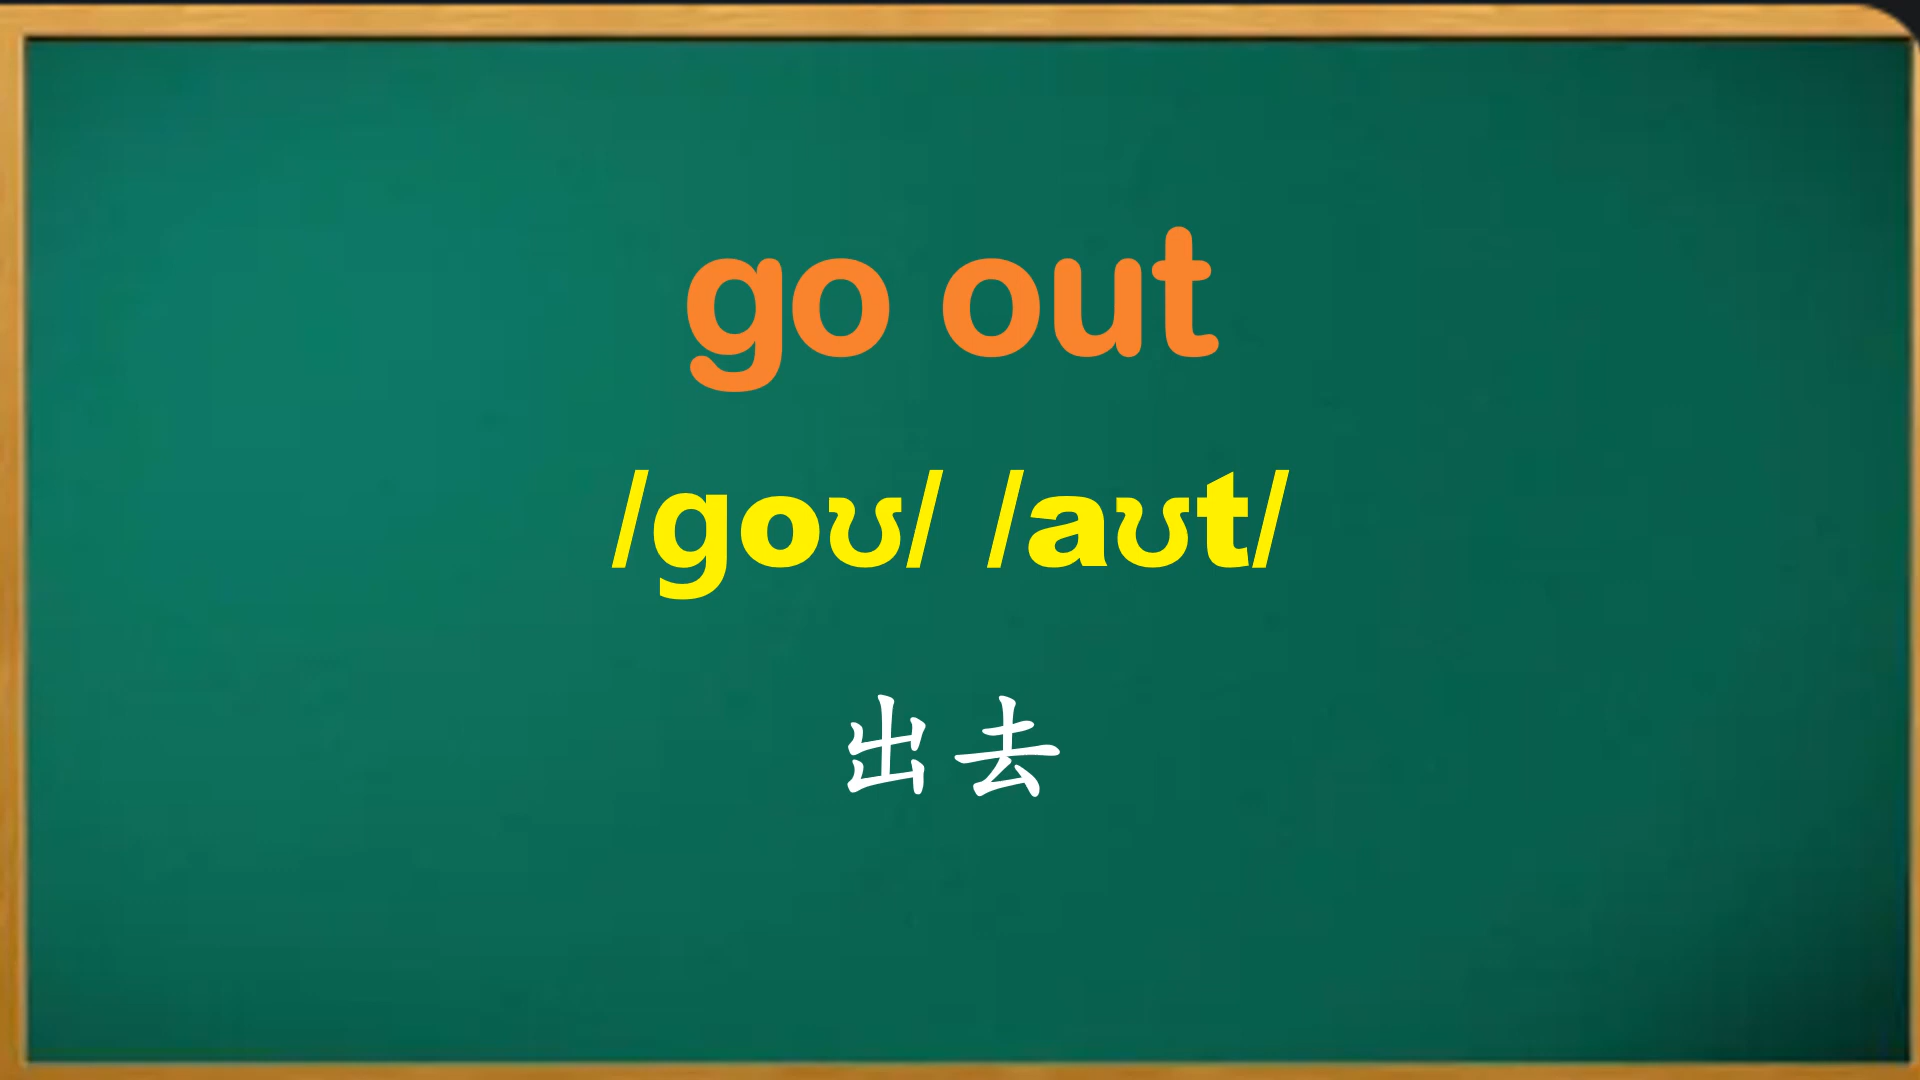 go out
/goʊ/ /aʊt/
出去